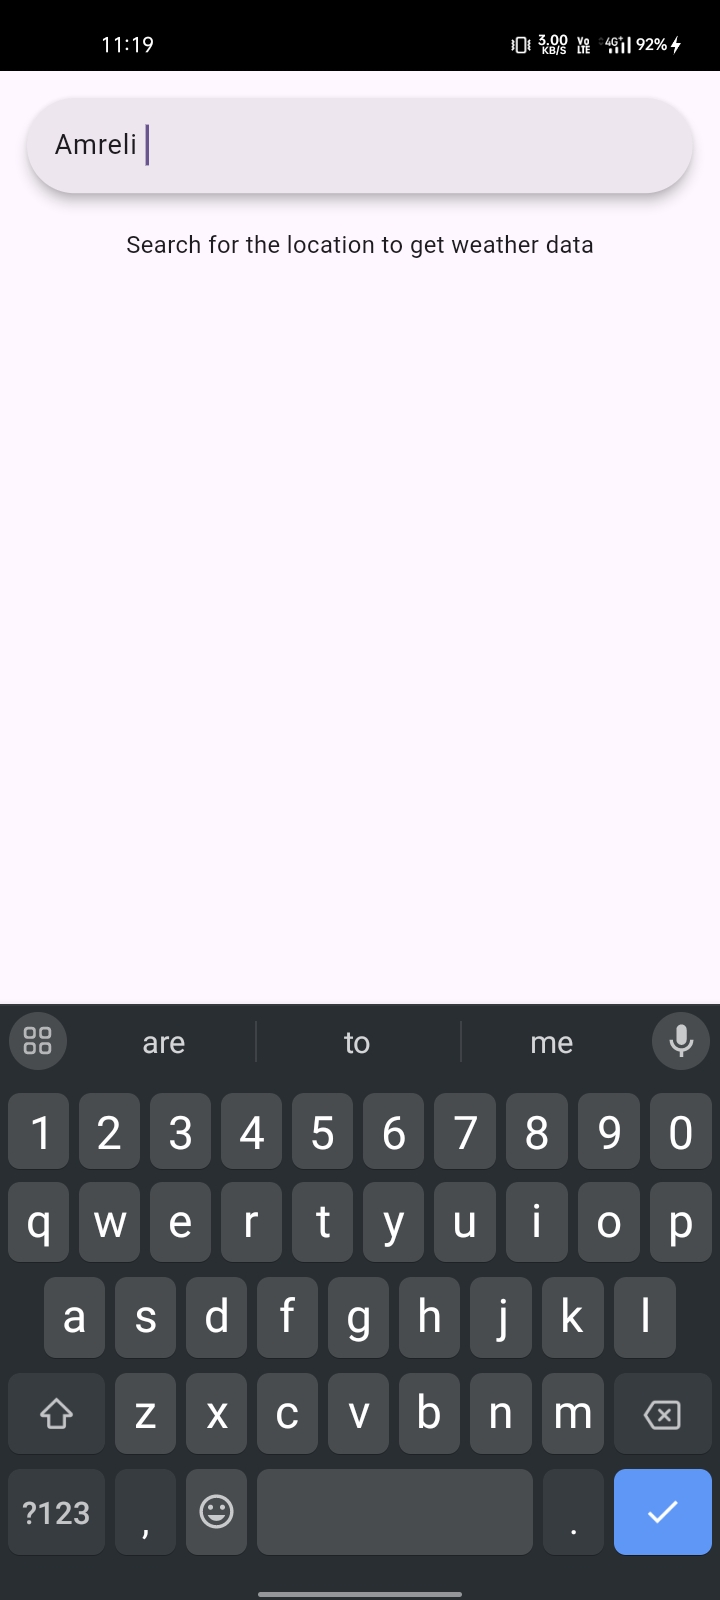 11:19 3.00 KB/S Vo LTE 4G+ 92%
Amreli
Search for the location to get weather data
are to me
1 2 3 4 5 6 7 8 9 0
q w e r t y u i o p
a s d f g h j k l
z x c v b n m
?123 , .